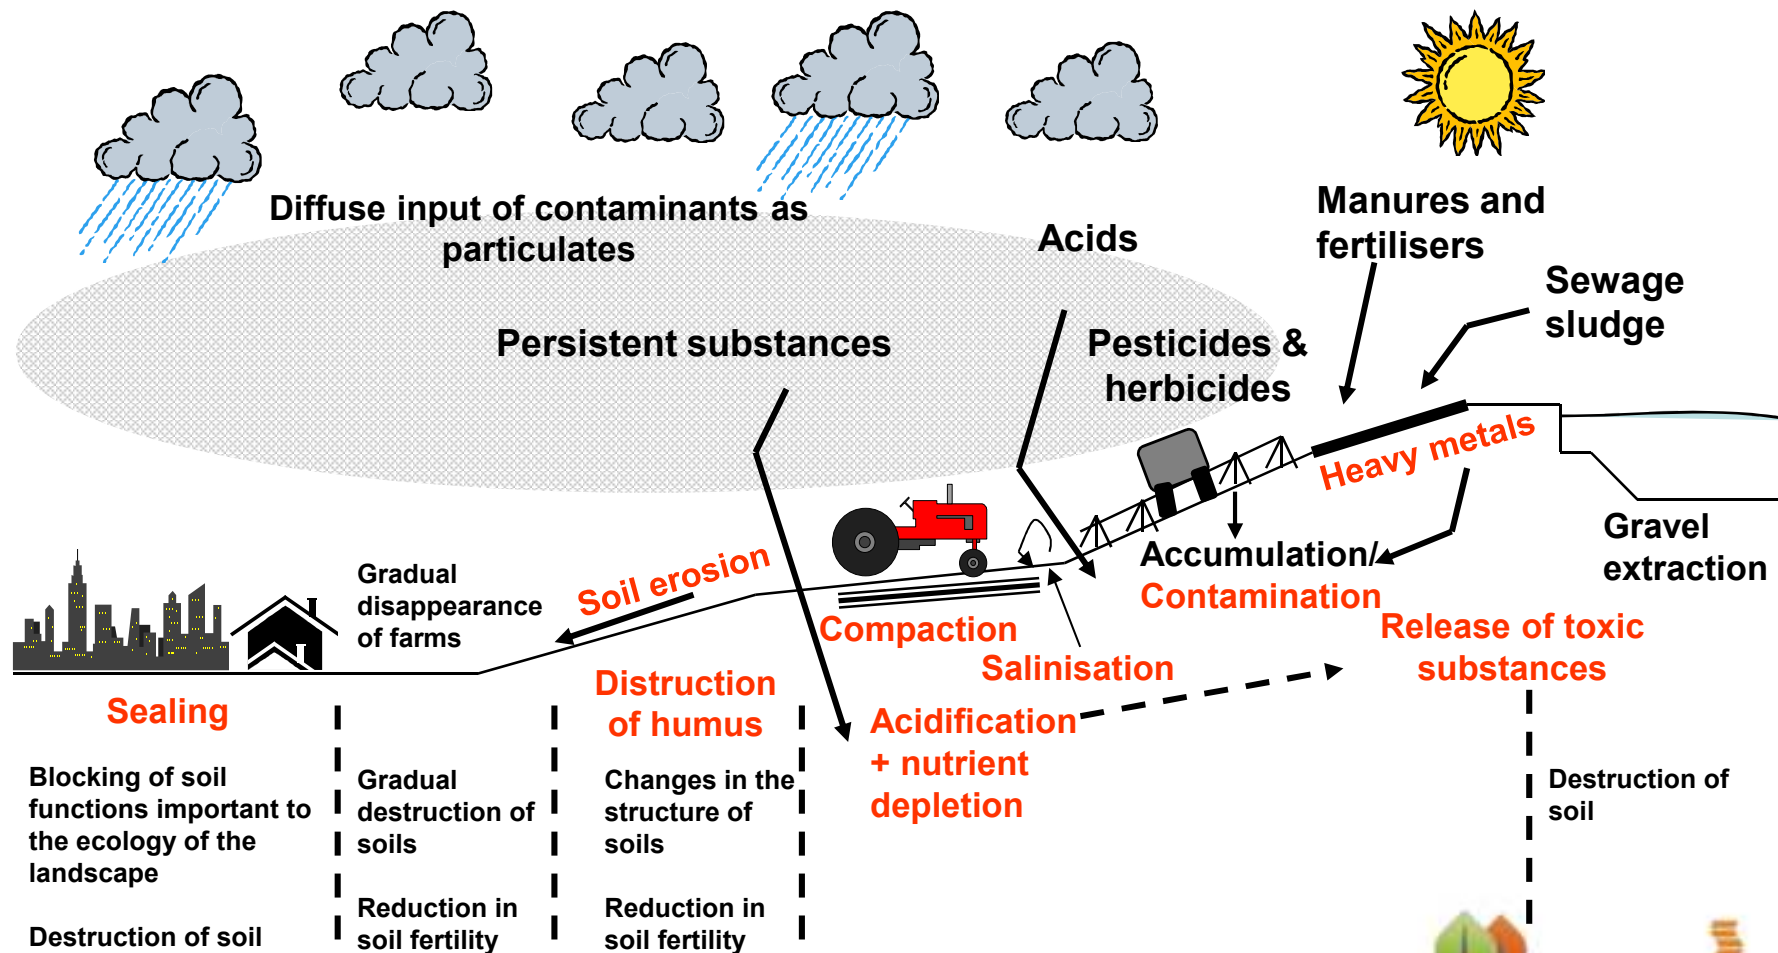 Diffuse input of contaminants as
particulates
Acids
Manures and
fertilisers
Sewage
sludge
Persistent substances
Pesticides &
herbicides
Heavy metals
Gravel
extraction
Accumulation/
Contamination
Gradual
disappearance
of farms
Soil erosion
Compaction
Salinisation
Release of toxic
substances
Sealing
Distruction
of humus
Acidification
+ nutrient
depletion
Blocking of soil
functions important to
the ecology of the
landscape
Destruction of soil
Gradual
destruction of
soils
Reduction in
soil fertility
Changes in the
structure of
soils
Reduction in
soil fertility
Destruction of
soil